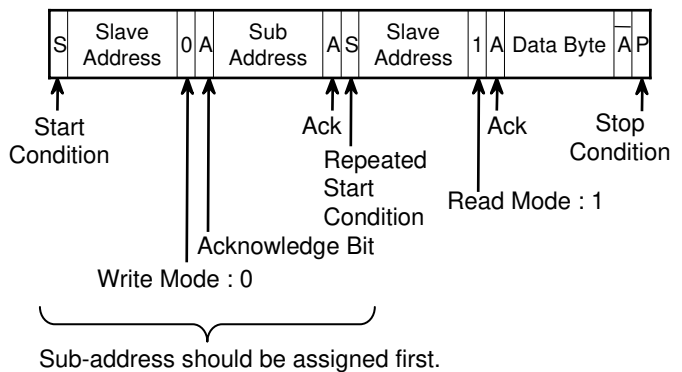 S Slave Address 0 A Sub Address A S Slave Address 1 A Data Byte A̅ P
Start Condition
Ack
Repeated Start Condition
Ack
Stop Condition
Read Mode : 1
Acknowledge Bit
Write Mode : 0
Sub-address should be assigned first.